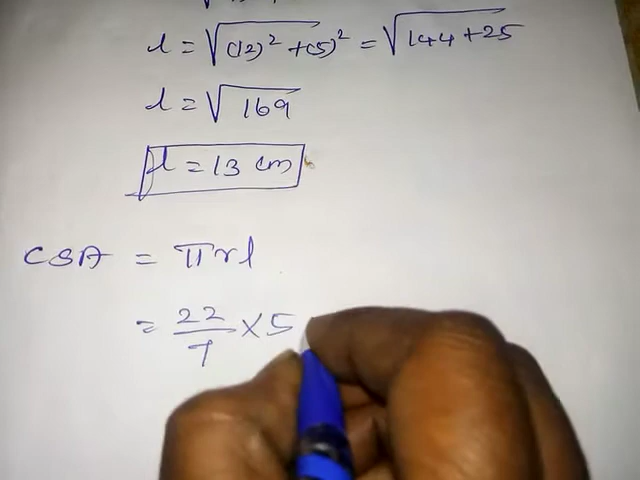 l = √(12)² + (5)² = √144 + 25
l = √169
l = 13 cm
CSA = πrl
= 22/7 × 5